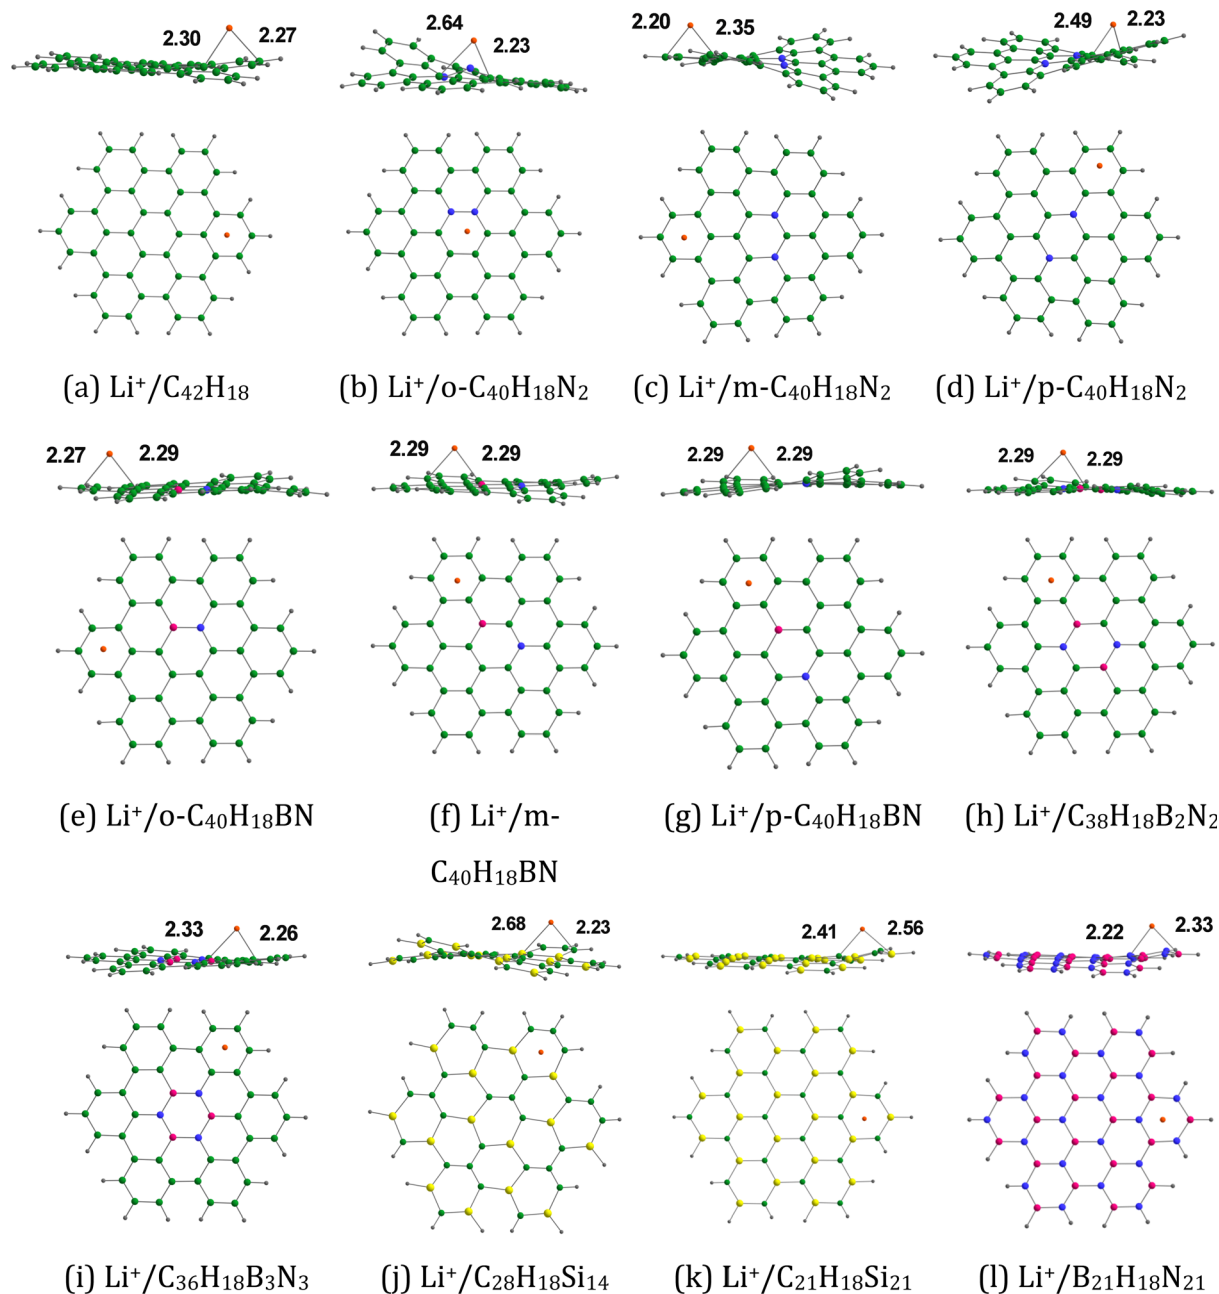 2.30 2.27 2.64 2.23 2.20 2.35 2.49 2.23
(a) Li⁺/C₄₂H₁₈ (b) Li⁺/o-C₄₀H₁₈N₂ (c) Li⁺/m-C₄₀H₁₈N₂ (d) Li⁺/p-C₄₀H₁₈N₂
2.27 2.29 2.29 2.29 2.29 2.29 2.29 2.29
(e) Li⁺/o-C₄₀H₁₈BN (f) Li⁺/m- (g) Li⁺/p-C₄₀H₁₈BN (h) Li⁺/C₃₈H₁₈B₂N₂
C₄₀H₁₈BN
2.33 2.26 2.68 2.23 2.41 2.56 2.22 2.33
(i) Li⁺/C₃₆H₁₈B₃N₃ (j) Li⁺/C₂₈H₁₈Si₁₄ (k) Li⁺/C₂₁H₁₈Si₂₁ (l) Li⁺/B₂₁H₁₈N₂₁